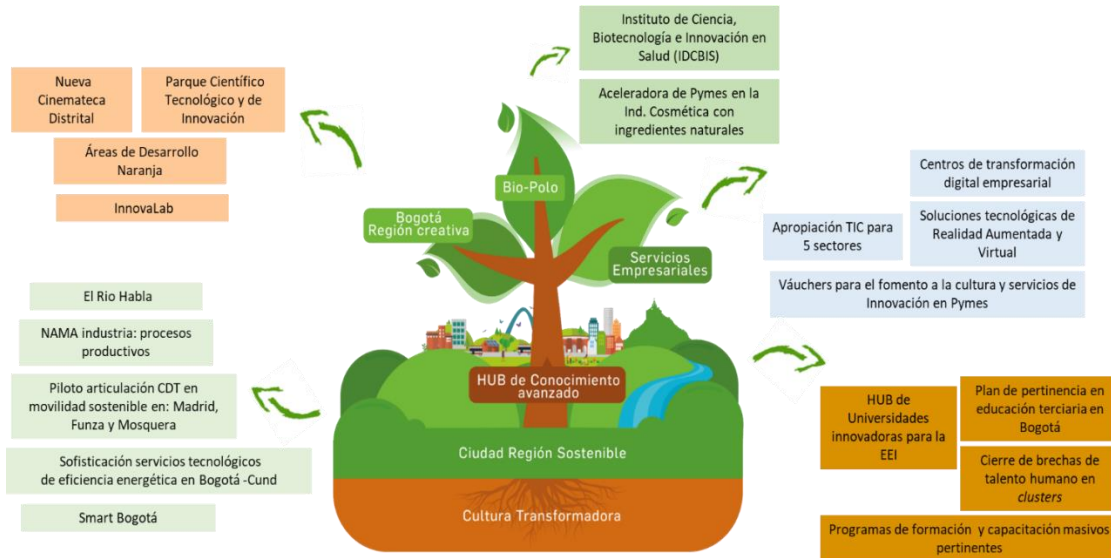 Nueva
Cinemateca
Distrital
Parque Científico
Tecnológico y de
Innovación
Áreas de Desarrollo
Naranja
InnovaLab
Instituto de Ciencia,
Biotecnología e Innovación en
Salud (IDCBIS)
Aceleradora de Pymes en la
Ind. Cosmética con
ingredientes naturales
Bio-Polo
Bogotá
Región creativa
Servicios
Empresariales
Centros de transformación
digital empresarial
Apropiación TIC para
5 sectores
Soluciones tecnológicas de
Realidad Aumentada y
Virtual
Váuchers para el fomento a la cultura y servicios de
Innovación en Pymes
El Rio Habla
NAMA industria: procesos
productivos
Piloto articulación CDT en
movilidad sostenible en: Madrid,
Funza y Mosquera
Sofisticación servicios tecnológicos
de eficiencia energética en Bogotá -Cund
Smart Bogotá
HUB de Conocimiento
avanzado
Ciudad Región Sostenible
Cultura Transformadora
HUB de
Universidades
innovadoras para la
EEI
Plan de pertinencia en
educación terciaria en
Bogotá
Cierre de brechas de
talento humano en
clusters
Programas de formación y capacitación masivos
pertinentes